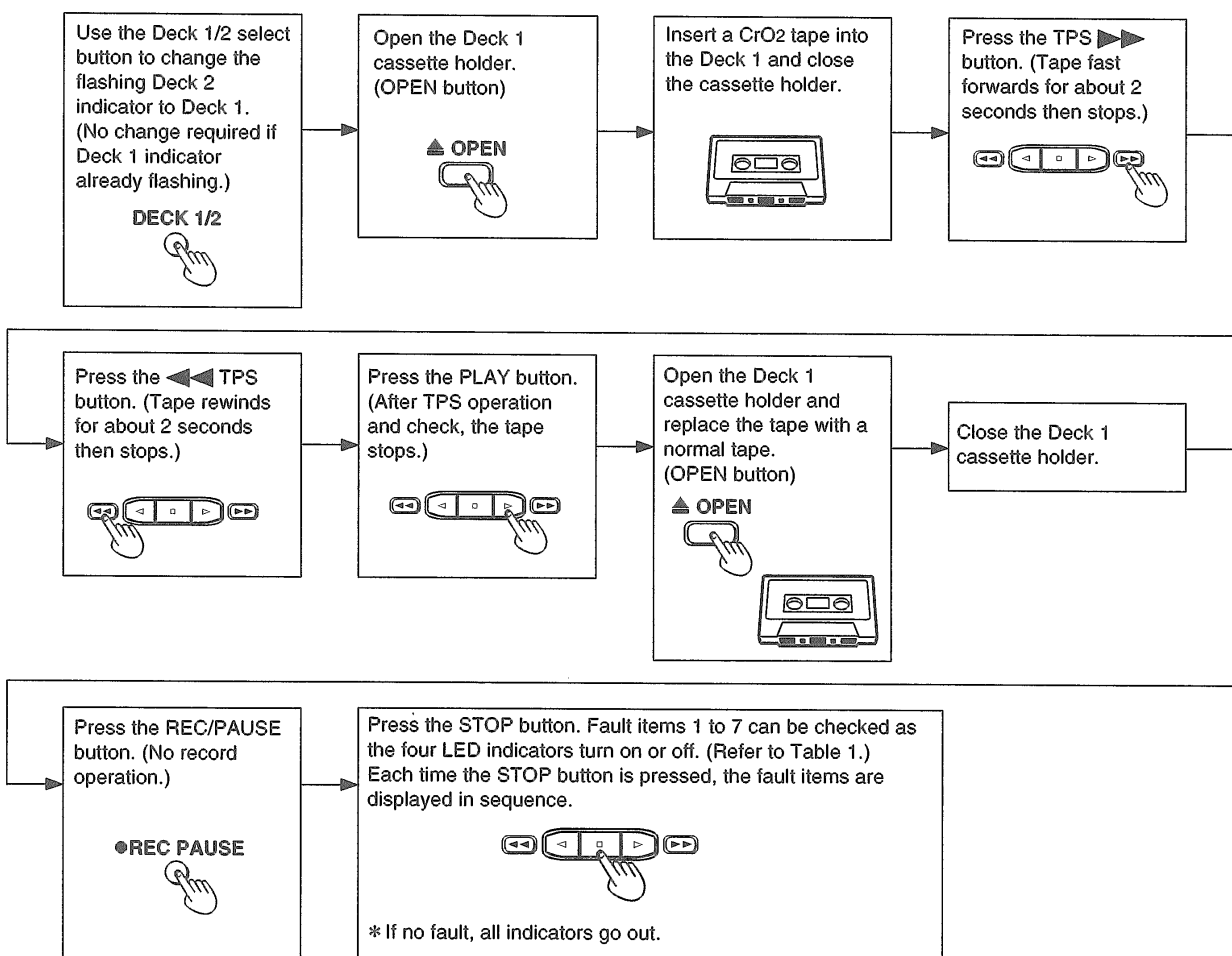 Use the Deck 1/2 select
button to change the
flashing Deck 2
indicator to Deck 1.
(No change required if
Deck 1 indicator
already flashing.)
DECK 1/2
Open the Deck 1
cassette holder.
(OPEN button)
▲ OPEN
Insert a CrO2 tape into
the Deck 1 and close
the cassette holder.
Press the TPS ▶▶
button. (Tape fast
forwards for about 2
seconds then stops.)
Press the ◀◀ TPS
button. (Tape rewinds
for about 2 seconds
then stops.)
Press the PLAY button.
(After TPS operation
and check, the tape
stops.)
Open the Deck 1
cassette holder and
replace the tape with a
normal tape.
(OPEN button)
▲ OPEN
Close the Deck 1
cassette holder.
Press the REC/PAUSE
button. (No record
operation.)
●REC PAUSE
Press the STOP button. Fault items 1 to 7 can be checked as
the four LED indicators turn on or off. (Refer to Table 1.)
Each time the STOP button is pressed, the fault items are
displayed in sequence.
* If no fault, all indicators go out.